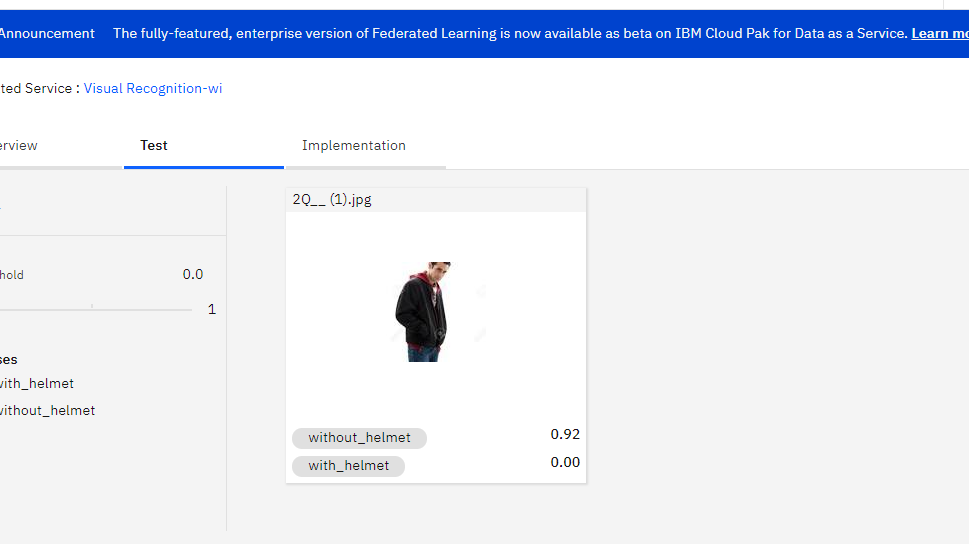 Announcement The fully-featured, enterprise version of Federated Learning is now available as beta on IBM Cloud Pak for Data as a Service. Learn mo
ted Service : Visual Recognition-wi
erview Test Implementation
2Q__ (1).jpg
hold 0.0
1
ses
with_helmet
without_helmet
without_helmet 0.92
with_helmet 0.00